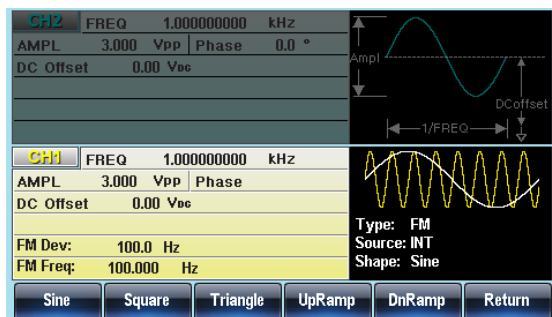 CH2 FREQ 1.000000000 kHz
AMPL 3.000 Vpp Phase 0.0 °
DC Offset 0.00 VDC
Ampl
DCoffset
1/FREQ
CH1 FREQ 1.000000000 kHz
AMPL 3.000 Vpp Phase
DC Offset 0.00 VDC
FM Dev: 100.0 Hz
FM Freq: 100.000 Hz
Type: FM
Source: INT
Shape: Sine
Sine Square Triangle UpRamp DnRamp Return